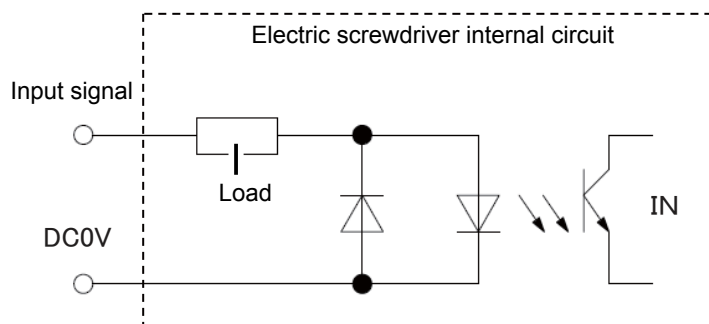 Electric screwdriver internal circuit
Input signal
Load
DC0V
IN